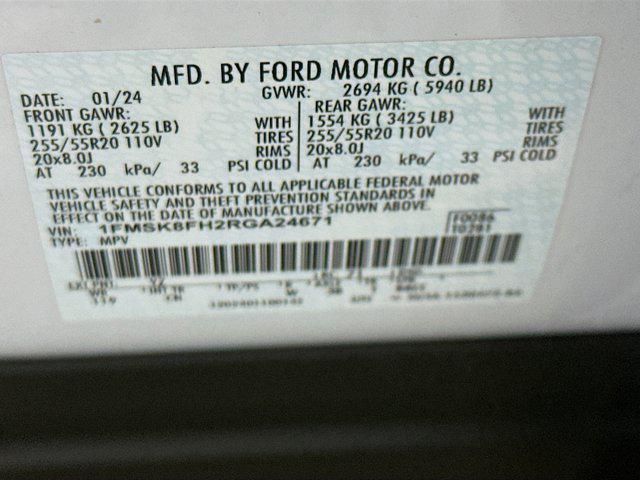 MFD. BY FORD MOTOR CO.
DATE: 01/24 GVWR: 2694 KG ( 5940 LB)
FRONT GAWR: REAR GAWR:
1191 KG ( 2625 LB) WITH 1554 KG ( 3425 LB) WITH
255/55R20 110V TIRES 255/55R20 110V TIRES
20x8.0J RIMS 20x8.0J RIMS
AT 230 kPa/ 33 PSI COLD AT 230 kPa/ 33 PSI COLD
THIS VEHICLE CONFORMS TO ALL APPLICABLE FEDERAL MOTOR
VEHICLE SAFETY AND THEFT PREVENTION STANDARDS IN
EFFECT ON THE DATE OF MANUFACTURE SHOWN ABOVE.
VIN: 1FMSK8FH2RGA24671 F0086
TYPE: MPV